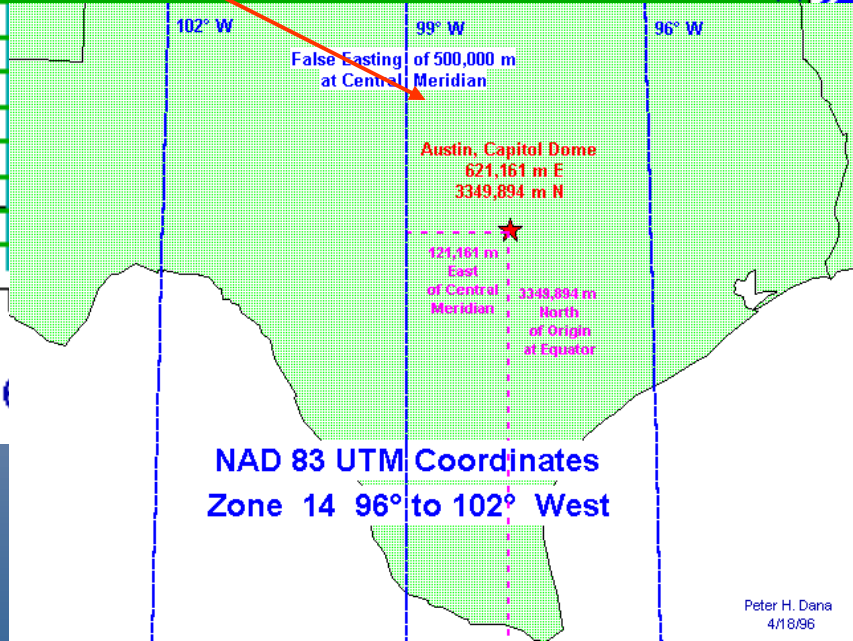 102° W
99° W
96° W
False Easting of 500,000 m
at Central Meridian
Austin, Capitol Dome
621,161 m E
3349,894 m N
121,161 m
East
of Central
Meridian
3349,894 m
North
of Origin
at Equator
NAD 83 UTM Coordinates
Zone 14 96° to 102° West
Peter H. Dana
4/18/96